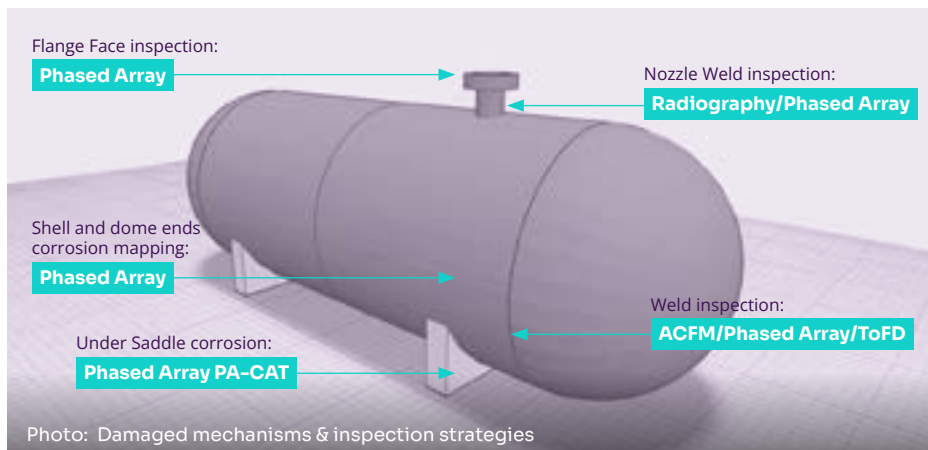 Flange Face inspection:
Phased Array
Nozzle Weld inspection:
Radiography/Phased Array
Shell and dome ends
corrosion mapping:
Phased Array
Weld inspection:
ACFM/Phased Array/ToFD
Under Saddle corrosion:
Phased Array PA-CAT
Photo: Damaged mechanisms & inspection strategies